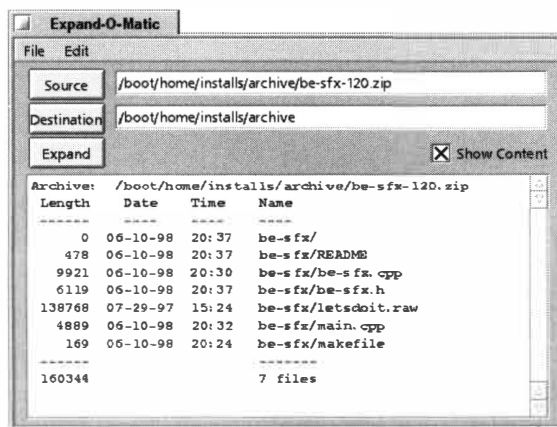 Expand-O-Matic
File Edit
Source /boot/home/installs/archive/be-sfx-120.zip
Destination /boot/home/installs/archive
Expand Show Content
Archive: /boot/home/installs/archive/be-sfx-120.zip
Length Date Time Name
------ ---- ---- ----
0 06-10-98 20:37 be-sfx/
478 06-10-98 20:37 be-sfx/README
9921 06-10-98 20:30 be-sfx/be-sfx.cpp
6119 06-10-98 20:37 be-sfx/be-sfx.h
138768 07-29-97 15:24 be-sfx/letsdoit.raw
4889 06-10-98 20:32 be-sfx/main.cpp
169 06-10-98 20:24 be-sfx/makefile
------ -------
160344 7 files